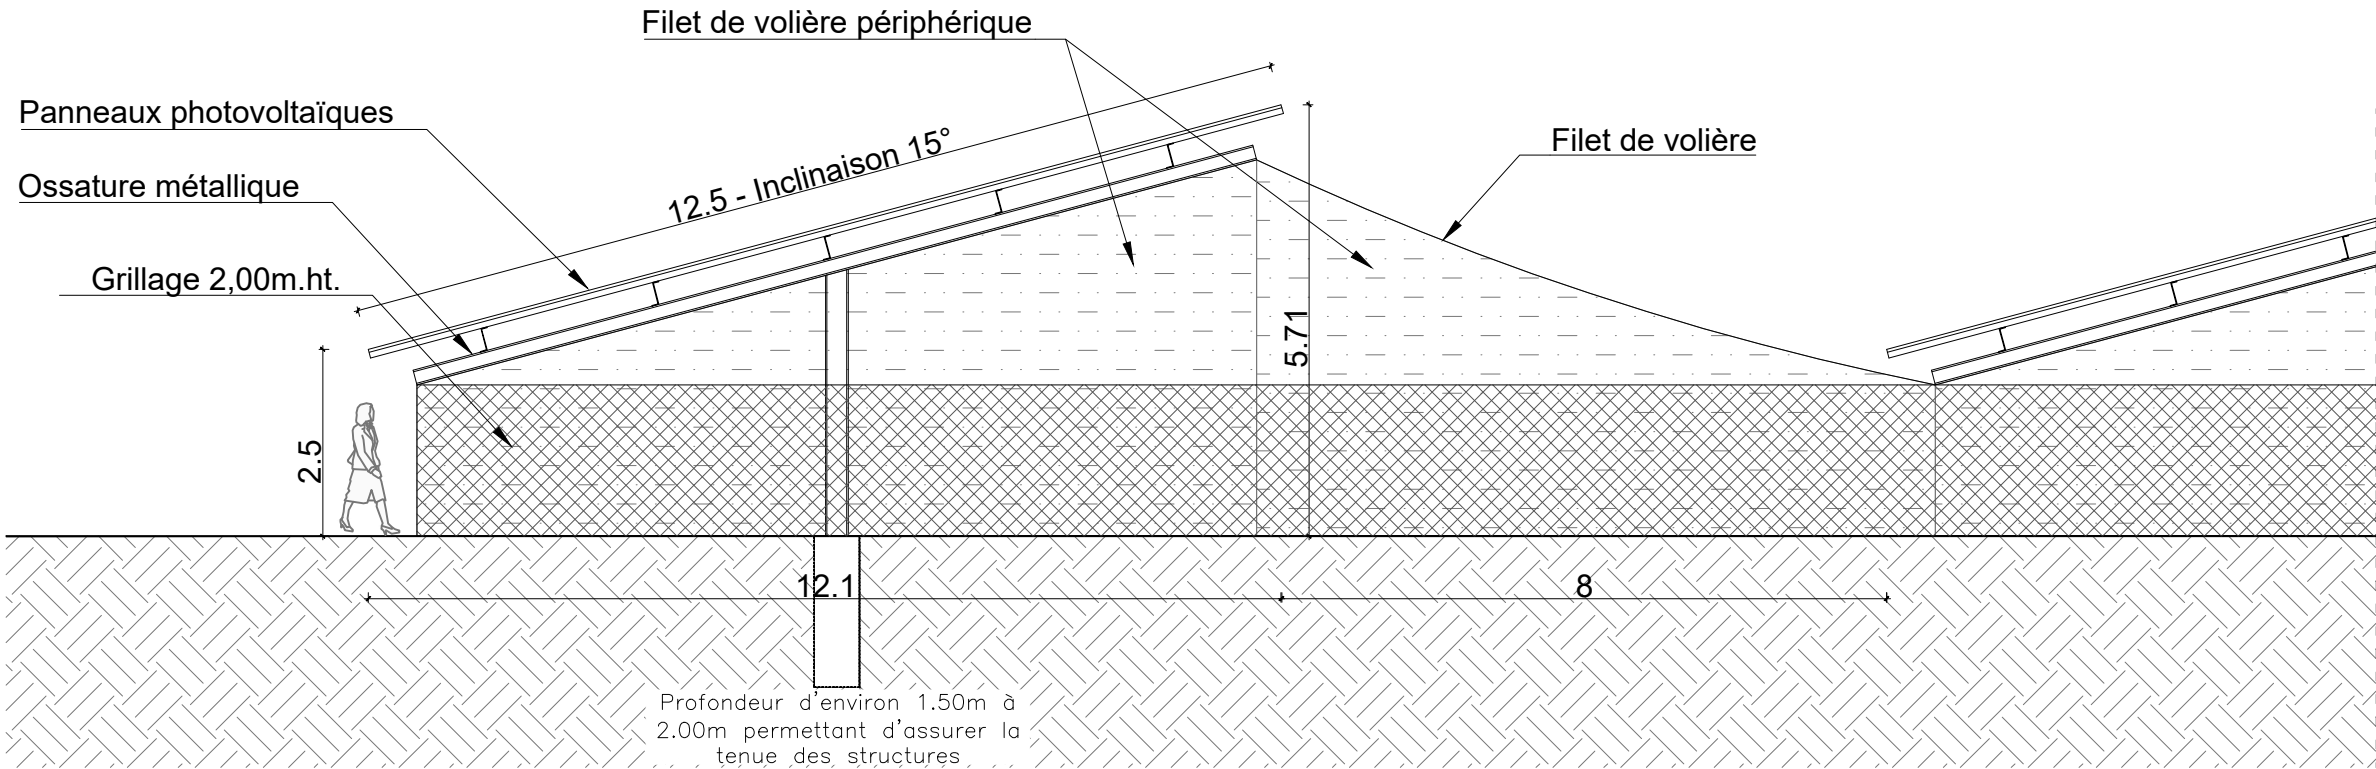 Filet de volière périphérique
Panneaux photovoltaïques
Filet de volière
12.5 - Inclinaison 15°
Ossature métallique
Grillage 2,00m.ht.
5.71
2.5
12.1
8
Profondeur d'environ 1.50m à
2.00m permettant d'assurer la
tenue des structures